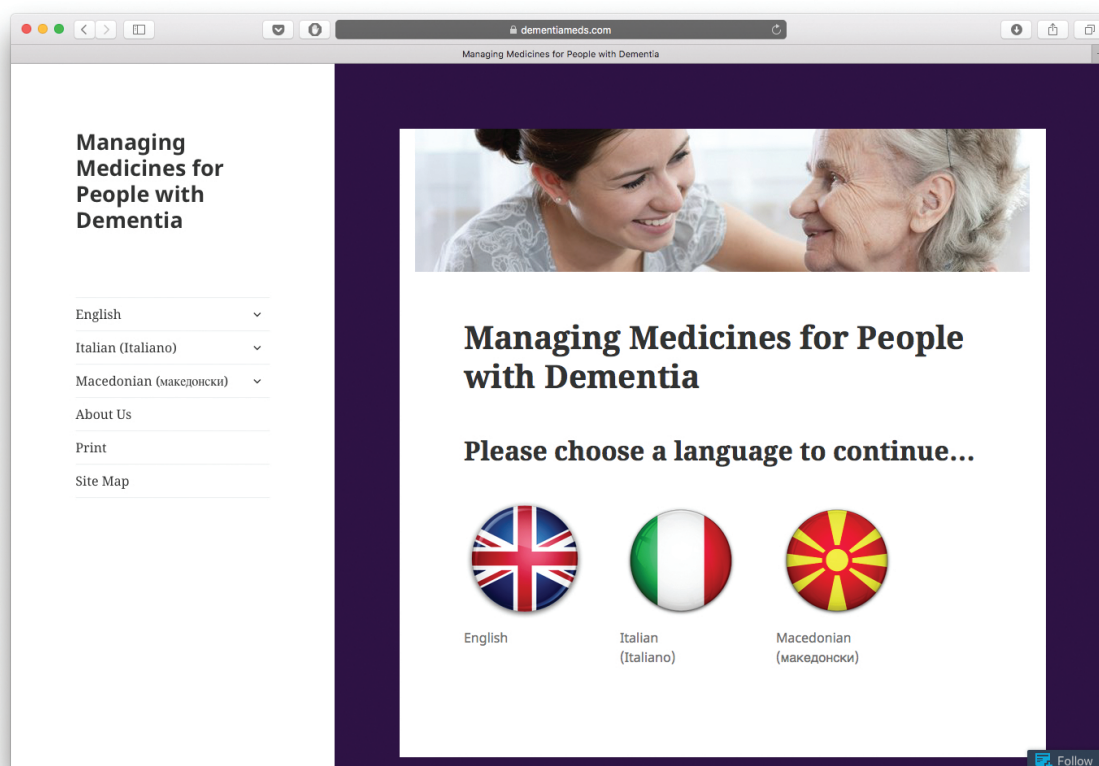 dementiameds.com
Managing Medicines for People with Dementia
Managing
Medicines for
People with
Dementia
English
Italian (Italiano)
Macedonian (македонски)
About Us
Print
Site Map
Managing Medicines for People
with Dementia
Please choose a language to continue…
English
Italian
(Italiano)
Macedonian
(македонски)
Follow